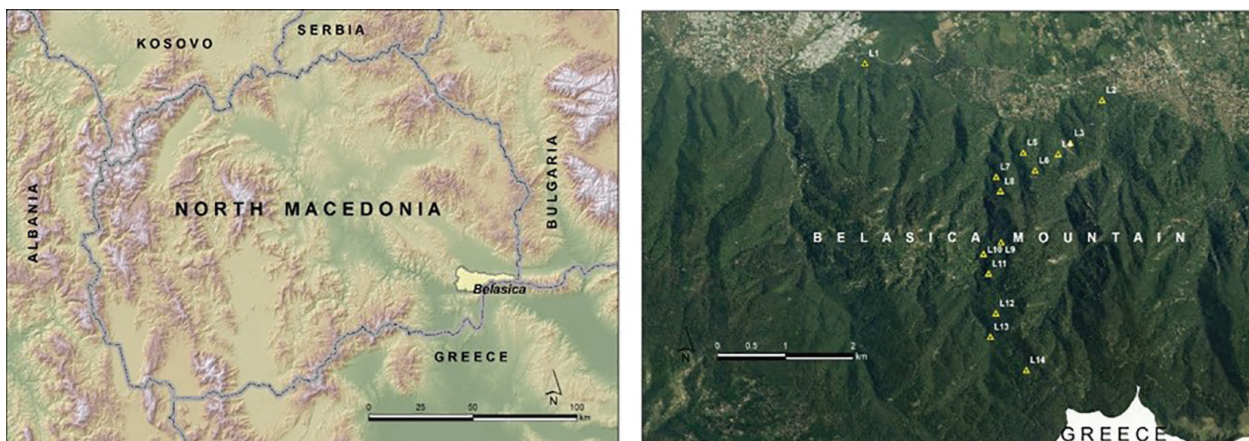 KOSOVO
SERBIA
ALBANIA
NORTH MACEDONIA
BULGARIA
Belasica
GREECE
N
0 25 50 100
km
L1
L2
L3
L5
L4
L6
L7
L8
BELASICA MOUNTAIN
L10 L9
L11
L12
L13
L14
N
0 0.5 1 2
km
GREECE